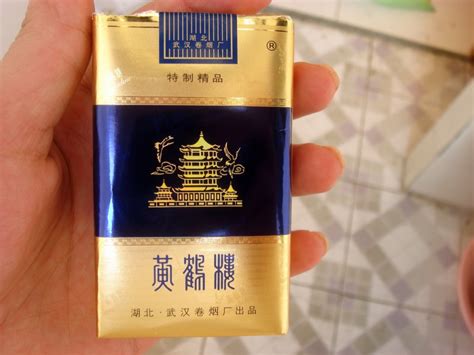 湖北
武汉卷烟厂
®
特制精品
黄鹤楼
湖北·武汉卷烟厂出品